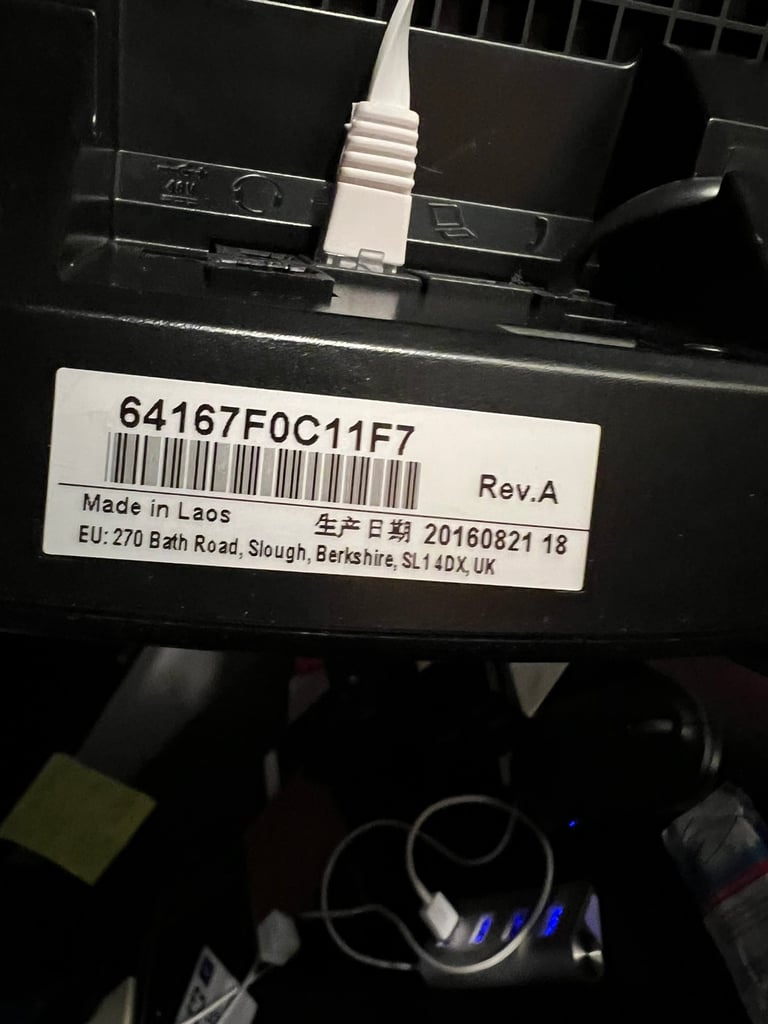 48V
64167F0C11F7
Rev.A
Made in Laos
生产日期 20160821 18
EU: 270 Bath Road, Slough, Berkshire, SL1 4DX, UK